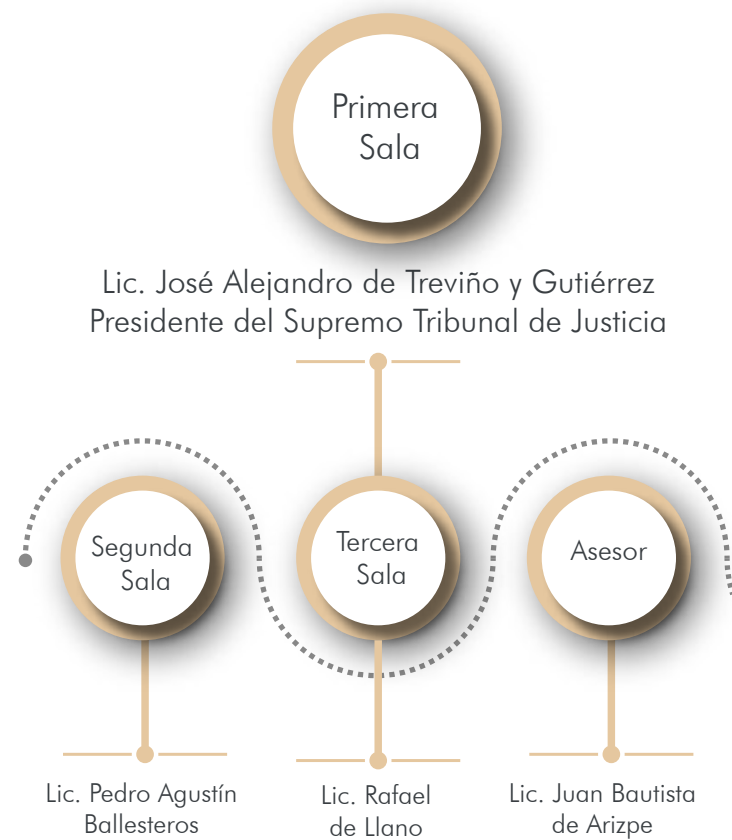 Primera
Sala
Lic. José Alejandro de Treviño y Gutiérrez
Presidente del Supremo Tribunal de Justicia
Segunda
Sala
Tercera
Sala
Asesor
Lic. Pedro Agustín
Ballesteros
Lic. Rafael
de Llano
Lic. Juan Bautista
de Arizpe